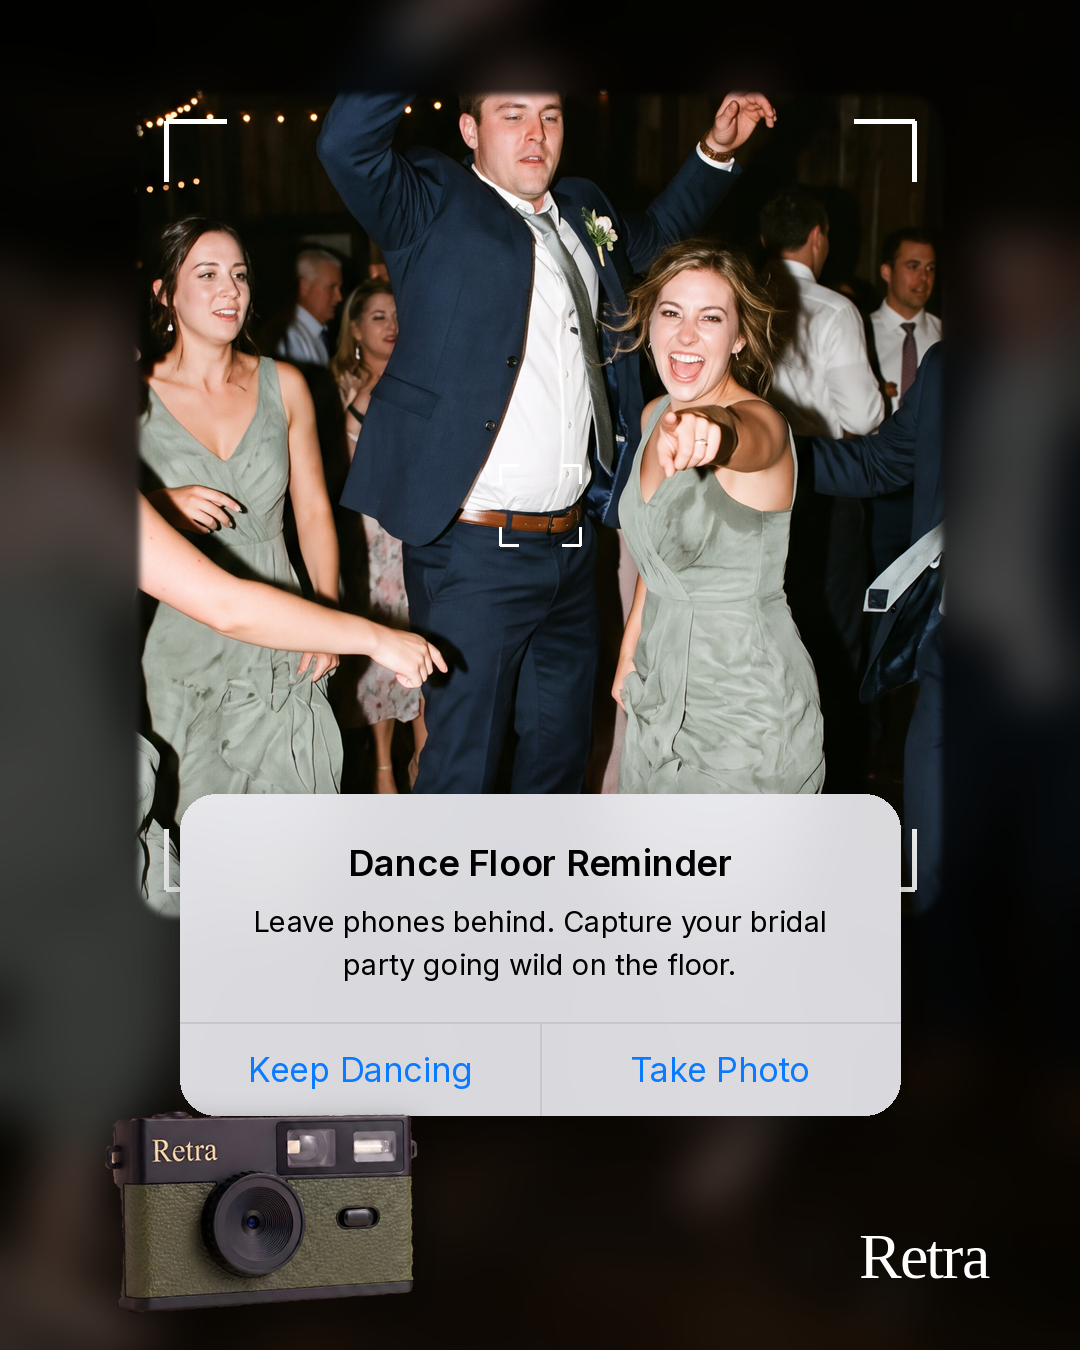 Dance Floor Reminder
Leave phones behind. Capture your bridal
party going wild on the floor.
Keep Dancing
Take Photo
Retra
Retra